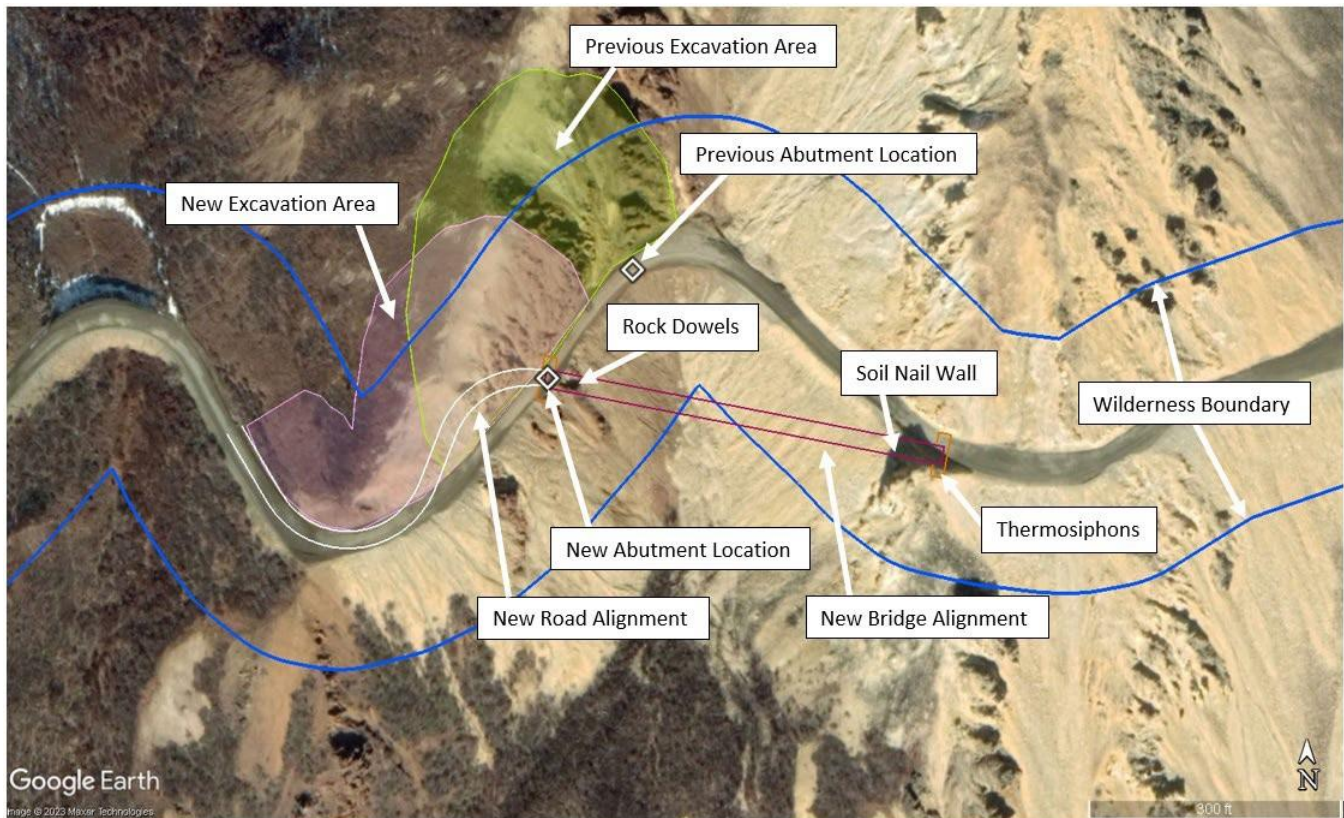 Previous Excavation Area
Previous Abutment Location
New Excavation Area
Rock Dowels
Soil Nail Wall
Wilderness Boundary
Thermosiphons
New Abutment Location
New Road Alignment
New Bridge Alignment
Google Earth
Image © 2023 Maxar Technologies
N
300 ft